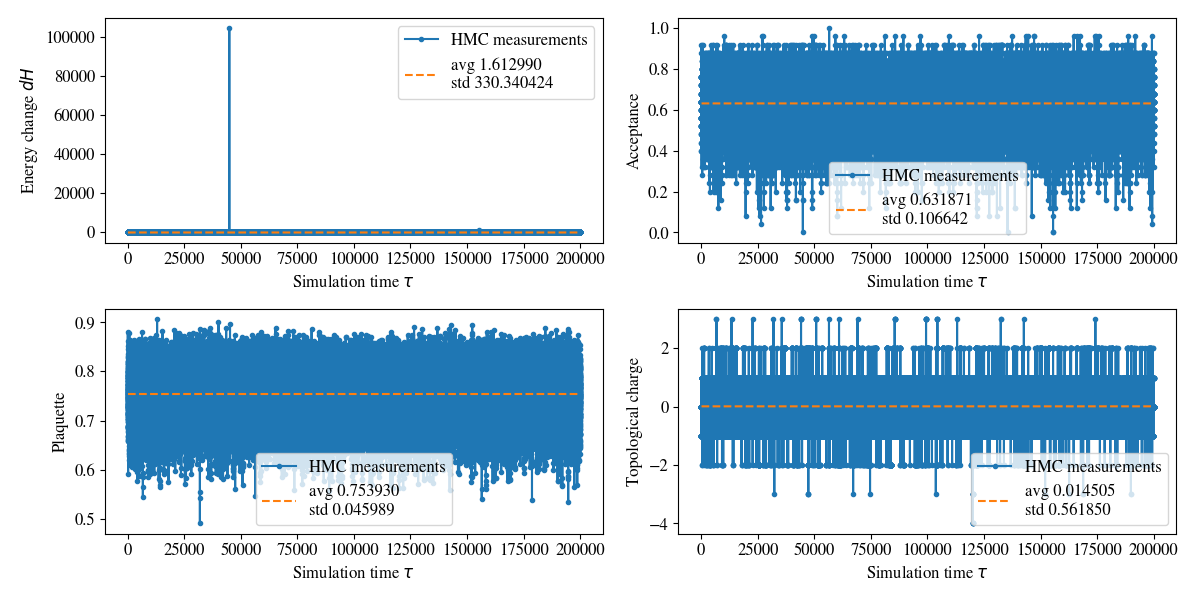 Energy change dH
100000
80000
60000
40000
20000
0
HMC measurements
avg 1.612990
std 330.340424
0 25000 50000 75000 100000 125000 150000 175000 200000
Simulation time τ
Acceptance
1.0
0.8
0.6
0.4
0.2
0.0
HMC measurements
avg 0.631871
std 0.106642
0 25000 50000 75000 100000 125000 150000 175000 200000
Simulation time τ
Plaquette
0.9
0.8
0.7
0.6
0.5
HMC measurements
avg 0.753930
std 0.045989
0 25000 50000 75000 100000 125000 150000 175000 200000
Simulation time τ
Topological charge
2
0
−2
−4
HMC measurements
avg 0.014505
std 0.561850
0 25000 50000 75000 100000 125000 150000 175000 200000
Simulation time τ